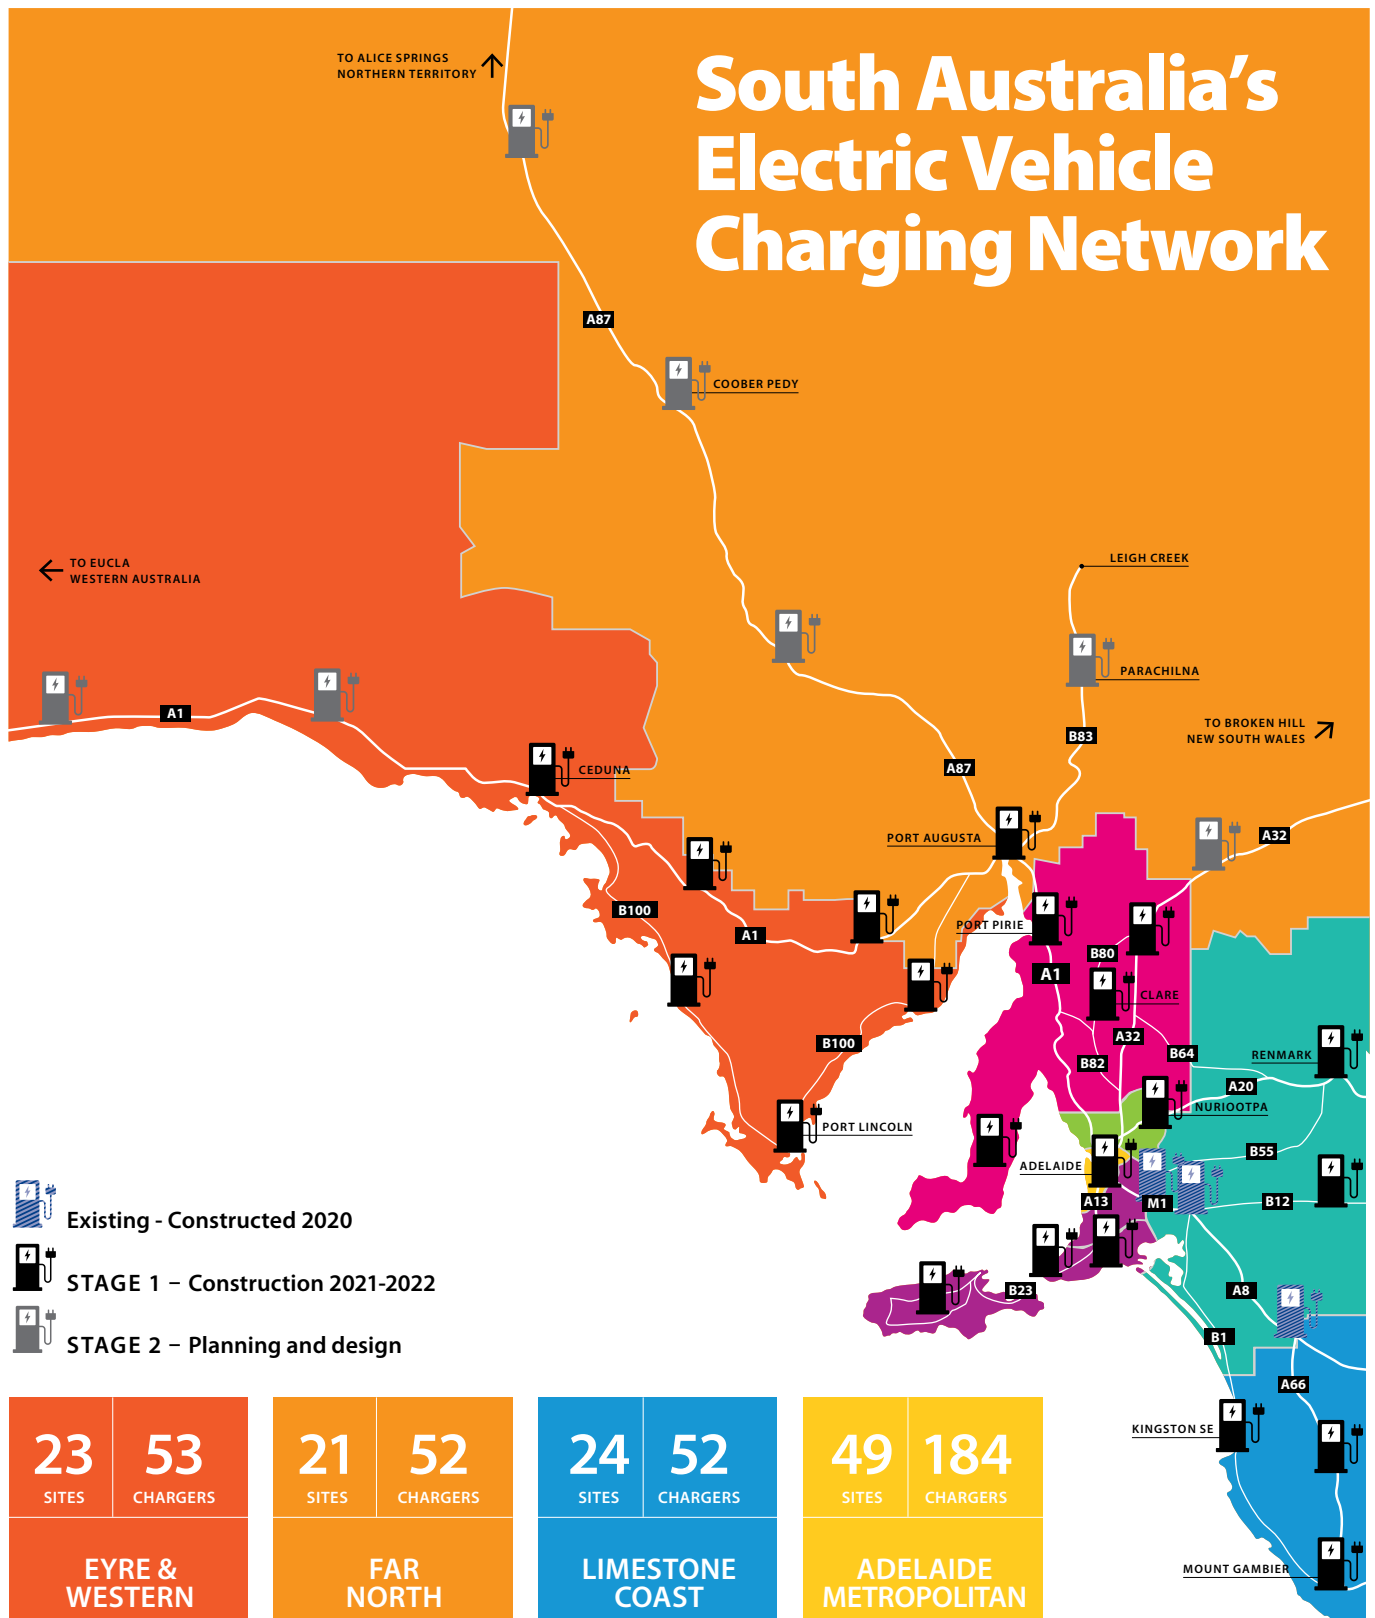 South Australia's
Electric Vehicle
Charging Network
TO ALICE SPRINGS
NORTHERN TERRITORY
A87
COOBER PEDY
LEIGH CREEK
TO EUCLA
WESTERN AUSTRALIA
PARACHILNA
A1
TO BROKEN HILL
NEW SOUTH WALES
B83
A87
CEDUNA
PORT AUGUSTA
A32
B100
PORT PIRIE
A1
B80
A1
CLARE
A32
B100
B64
RENMARK
B82
A20
NURIOOTPA
PORT LINCOLN
B55
ADELAIDE
A13
M1
B12
B23
A8
B1
A66
KINGSTON SE
MOUNT GAMBIER
Existing - Constructed 2020
STAGE 1 – Construction 2021-2022
STAGE 2 – Planning and design
23
SITES
53
CHARGERS
EYRE &
WESTERN
21
SITES
52
CHARGERS
FAR
NORTH
24
SITES
52
CHARGERS
LIMESTONE
COAST
49
SITES
184
CHARGERS
ADELAIDE
METROPOLITAN